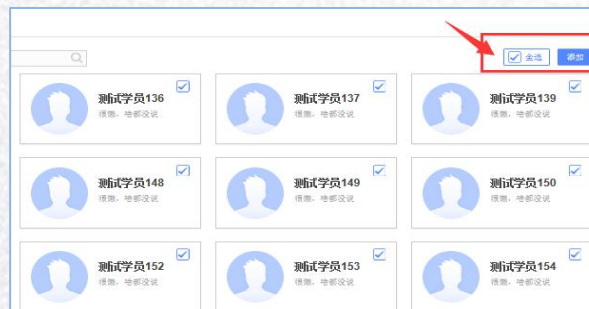 全选 添加
测试学员136 测试学员137 测试学员139
很懒，啥都没说 很懒，啥都没说 很懒，啥都没说
测试学员148 测试学员149 测试学员150
很懒，啥都没说 很懒，啥都没说 很懒，啥都没说
测试学员152 测试学员153 测试学员154
很懒，啥都没说 很懒，啥都没说 很懒，啥都没说